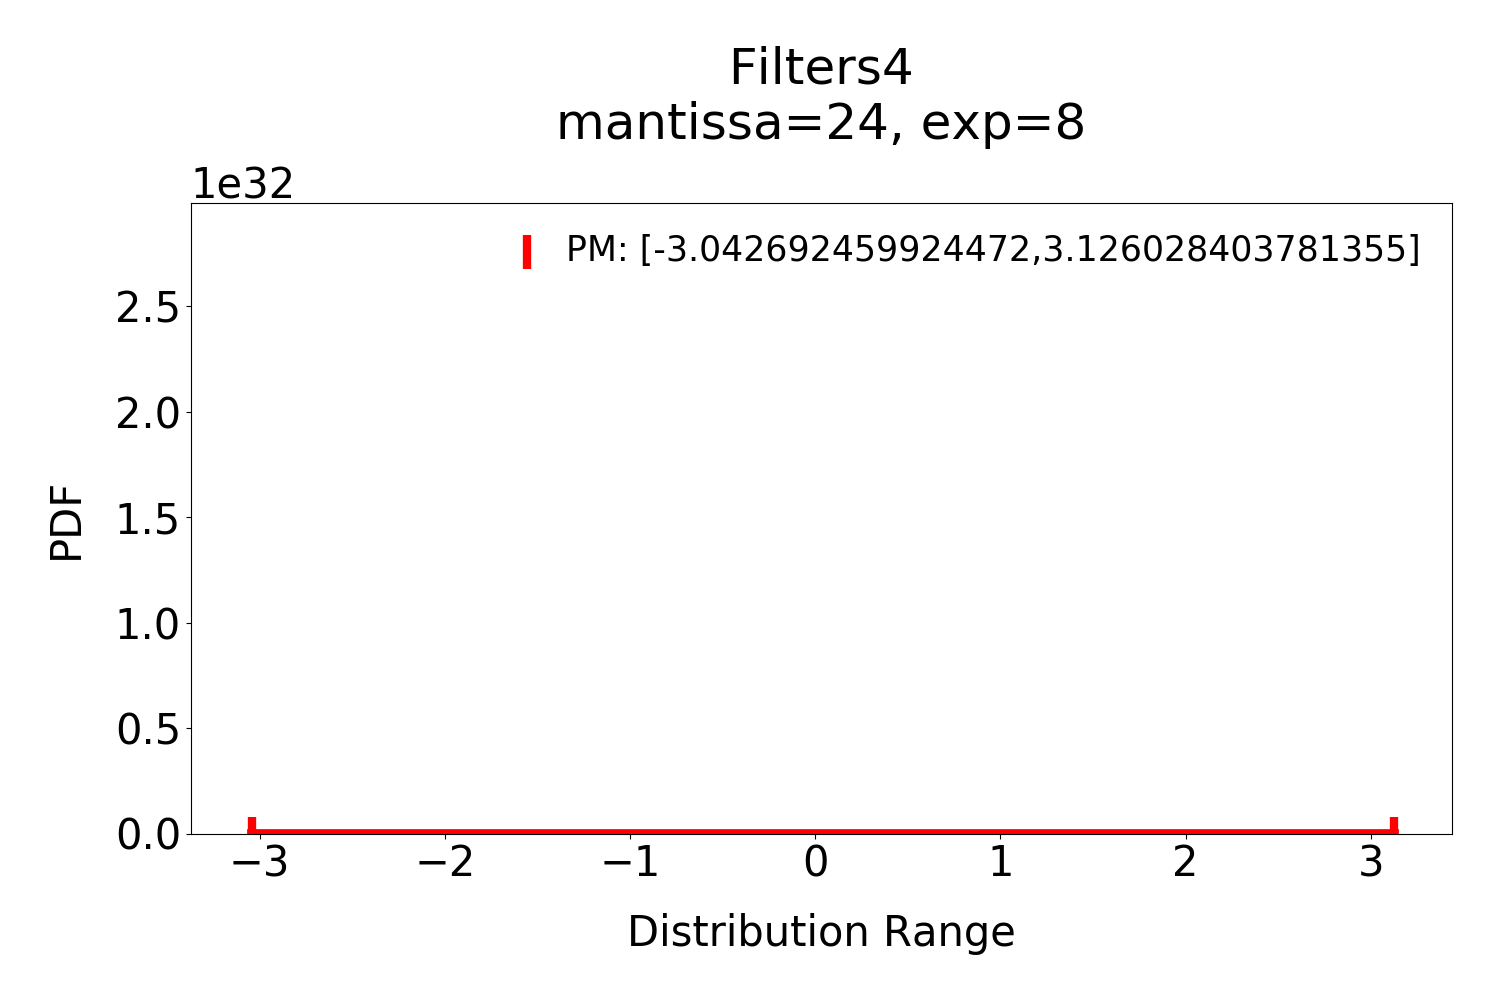 Filters4
mantissa=24, exp=8
1e32
PM: [-3.042692459924472,3.126028403781355]
2.5
2.0
1.5
1.0
0.5
0.0
PDF
−3 −2 −1 0 1 2 3
Distribution Range